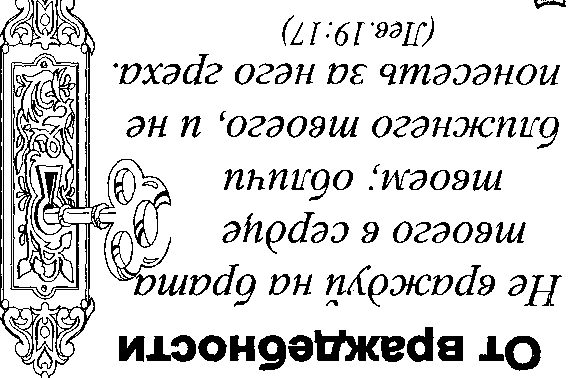 От враждебности
Не враждуй на брата
твоего в сердце
твоем; обличи
ближнего твоего, и не
понесешь за него греха.
(Лев.19:17)